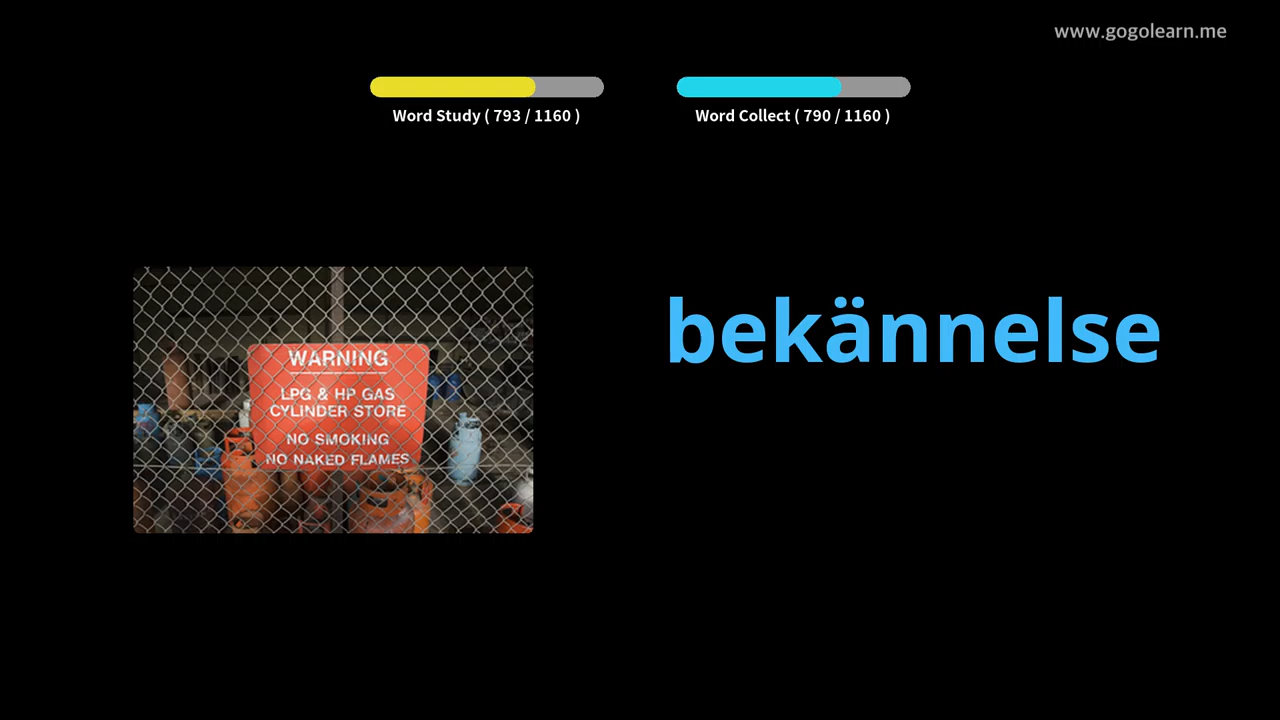 www.gogolearn.me
Word Study ( 793 / 1160 )
Word Collect ( 790 / 1160 )
bekännelse
WARNING
LPG & HP GAS
CYLINDER STORE
NO SMOKING
NO NAKED FLAMES